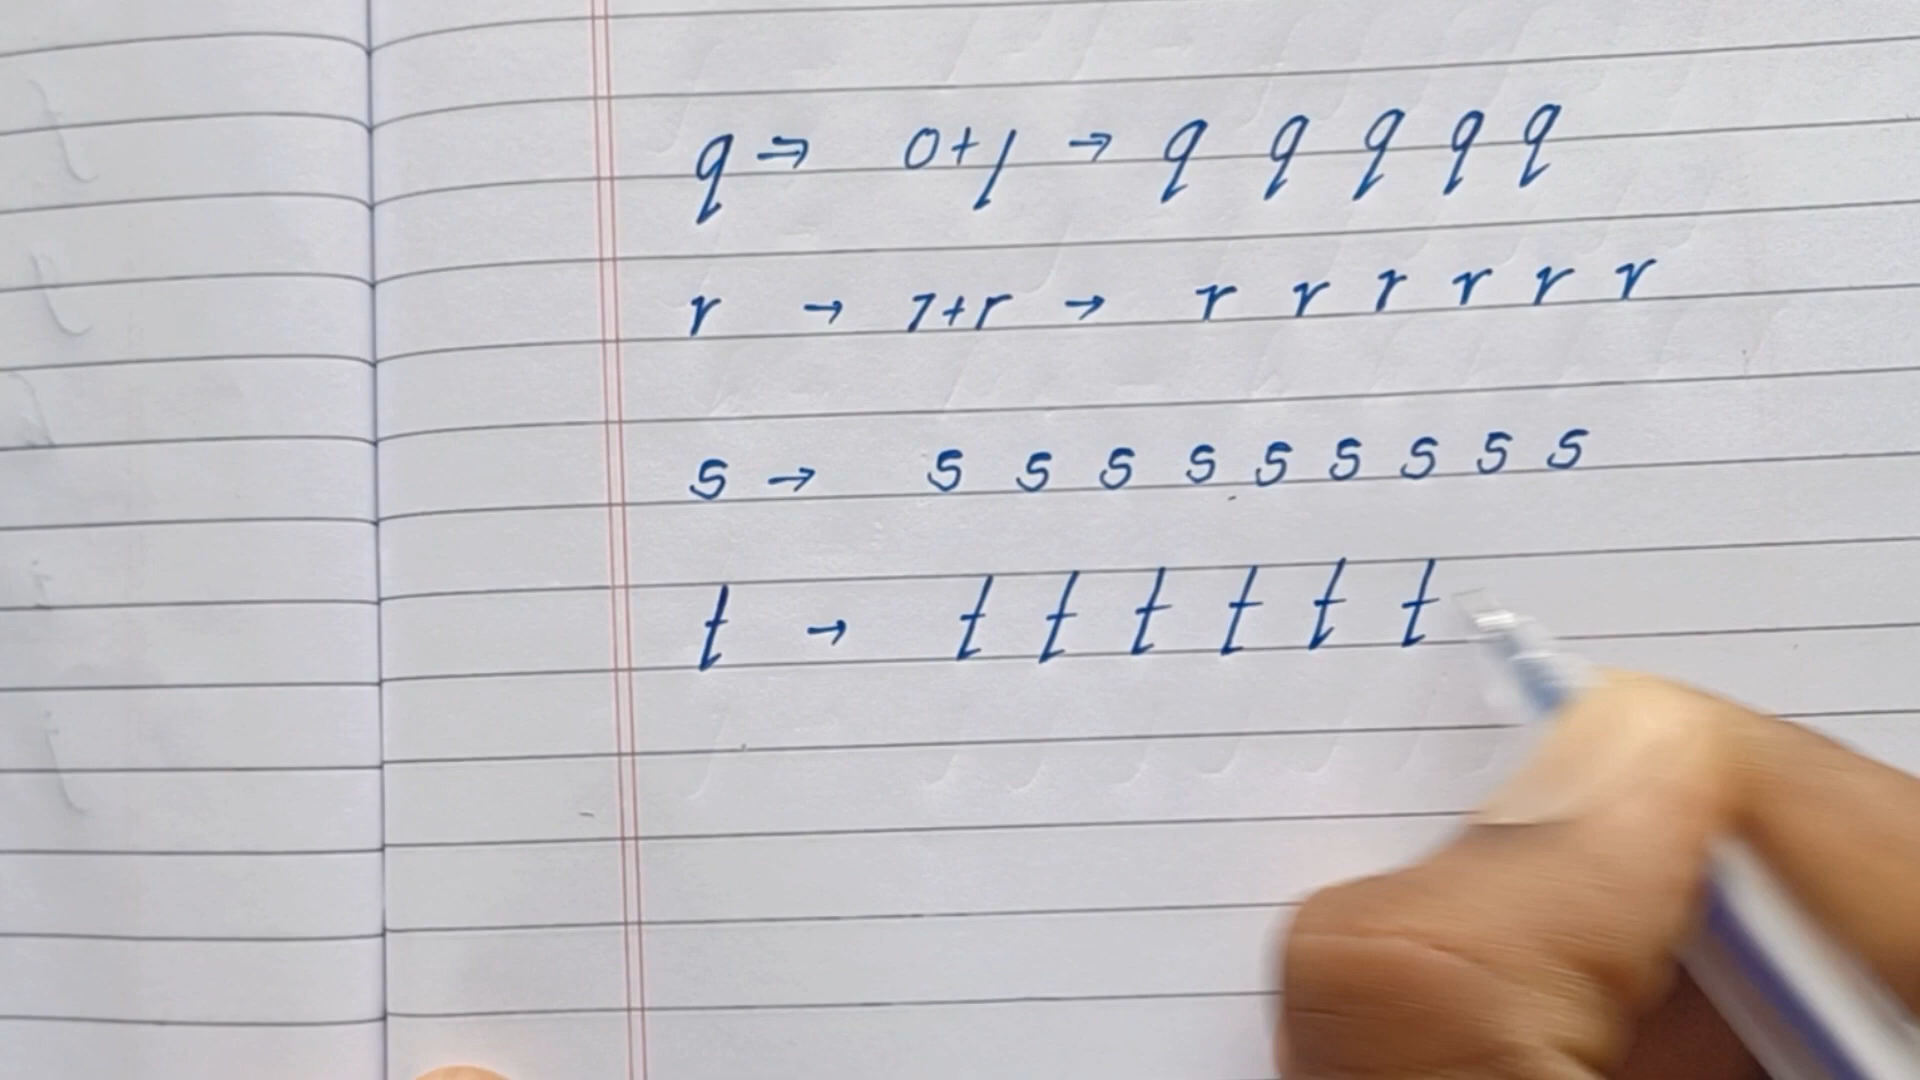 q ⇒ o+ɿ → q q q q q
r → 7+r → r r r r r r
s → s s s s s s s s s
t → t t t t t t